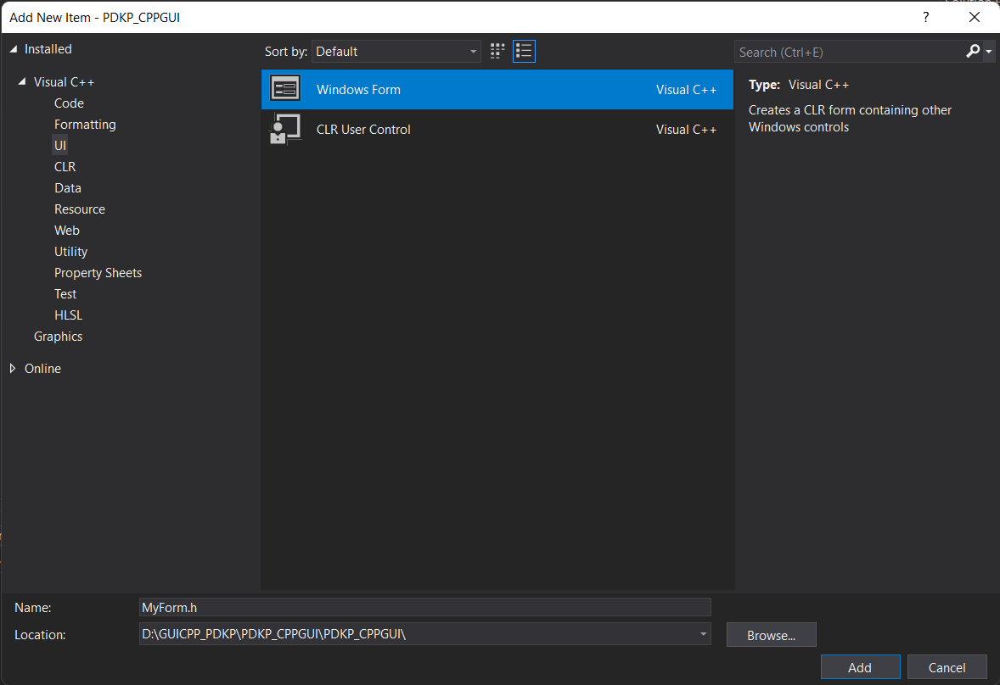 Add New Item - PDKP_CPPGUI
?
Installed
Sort by: Default
Search (Ctrl+E)
Visual C++
Code
Formatting
UI
CLR
Data
Resource
Web
Utility
Property Sheets
Test
HLSL
Graphics
Online
Windows Form Visual C++
CLR User Control Visual C++
Type: Visual C++
Creates a CLR form containing other
Windows controls
Name: MyForm.h
Location: D:\GUICPP_PDKP\PDKP_CPPGUI\PDKP_CPPGUI\
Browse...
Add Cancel